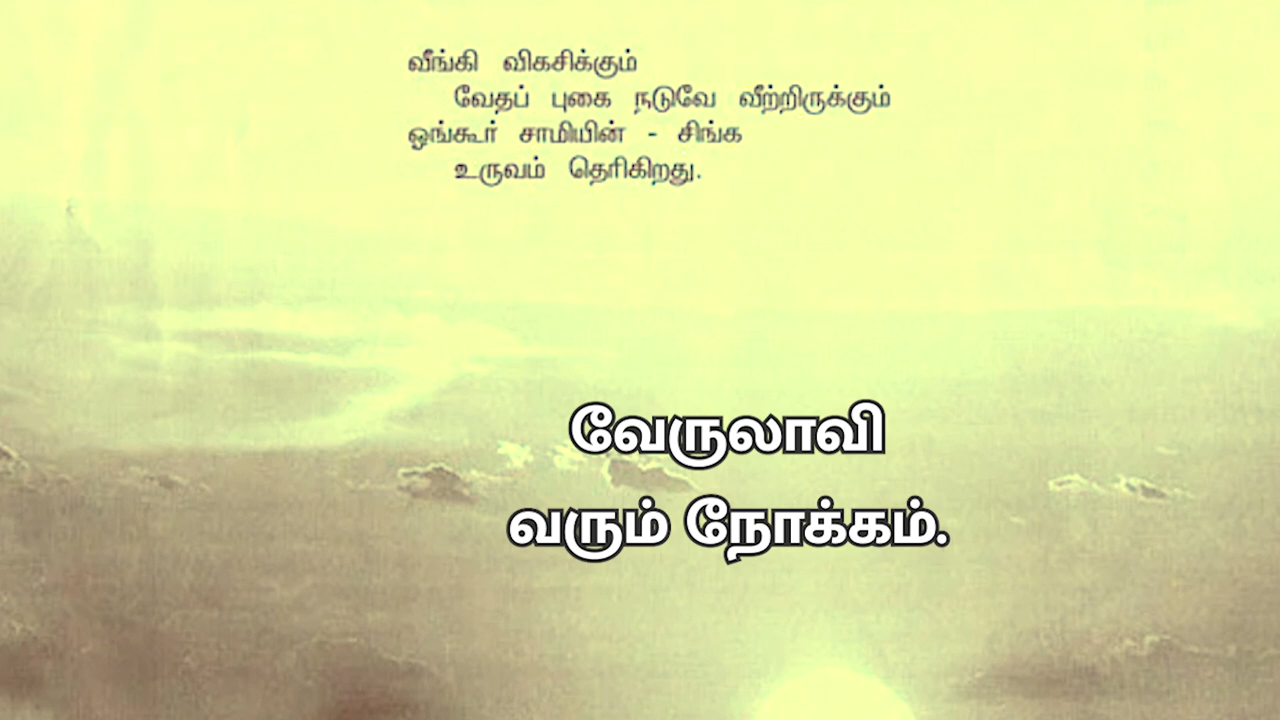 வீங்கி விகசிக்கும்
வேதப் புகை நடுவே வீற்றிருக்கும்
ஓங்கூர் சாமியின் - சிங்க
உருவம் தெரிகிறது.
வேருலாவி
வரும் நோக்கம்.